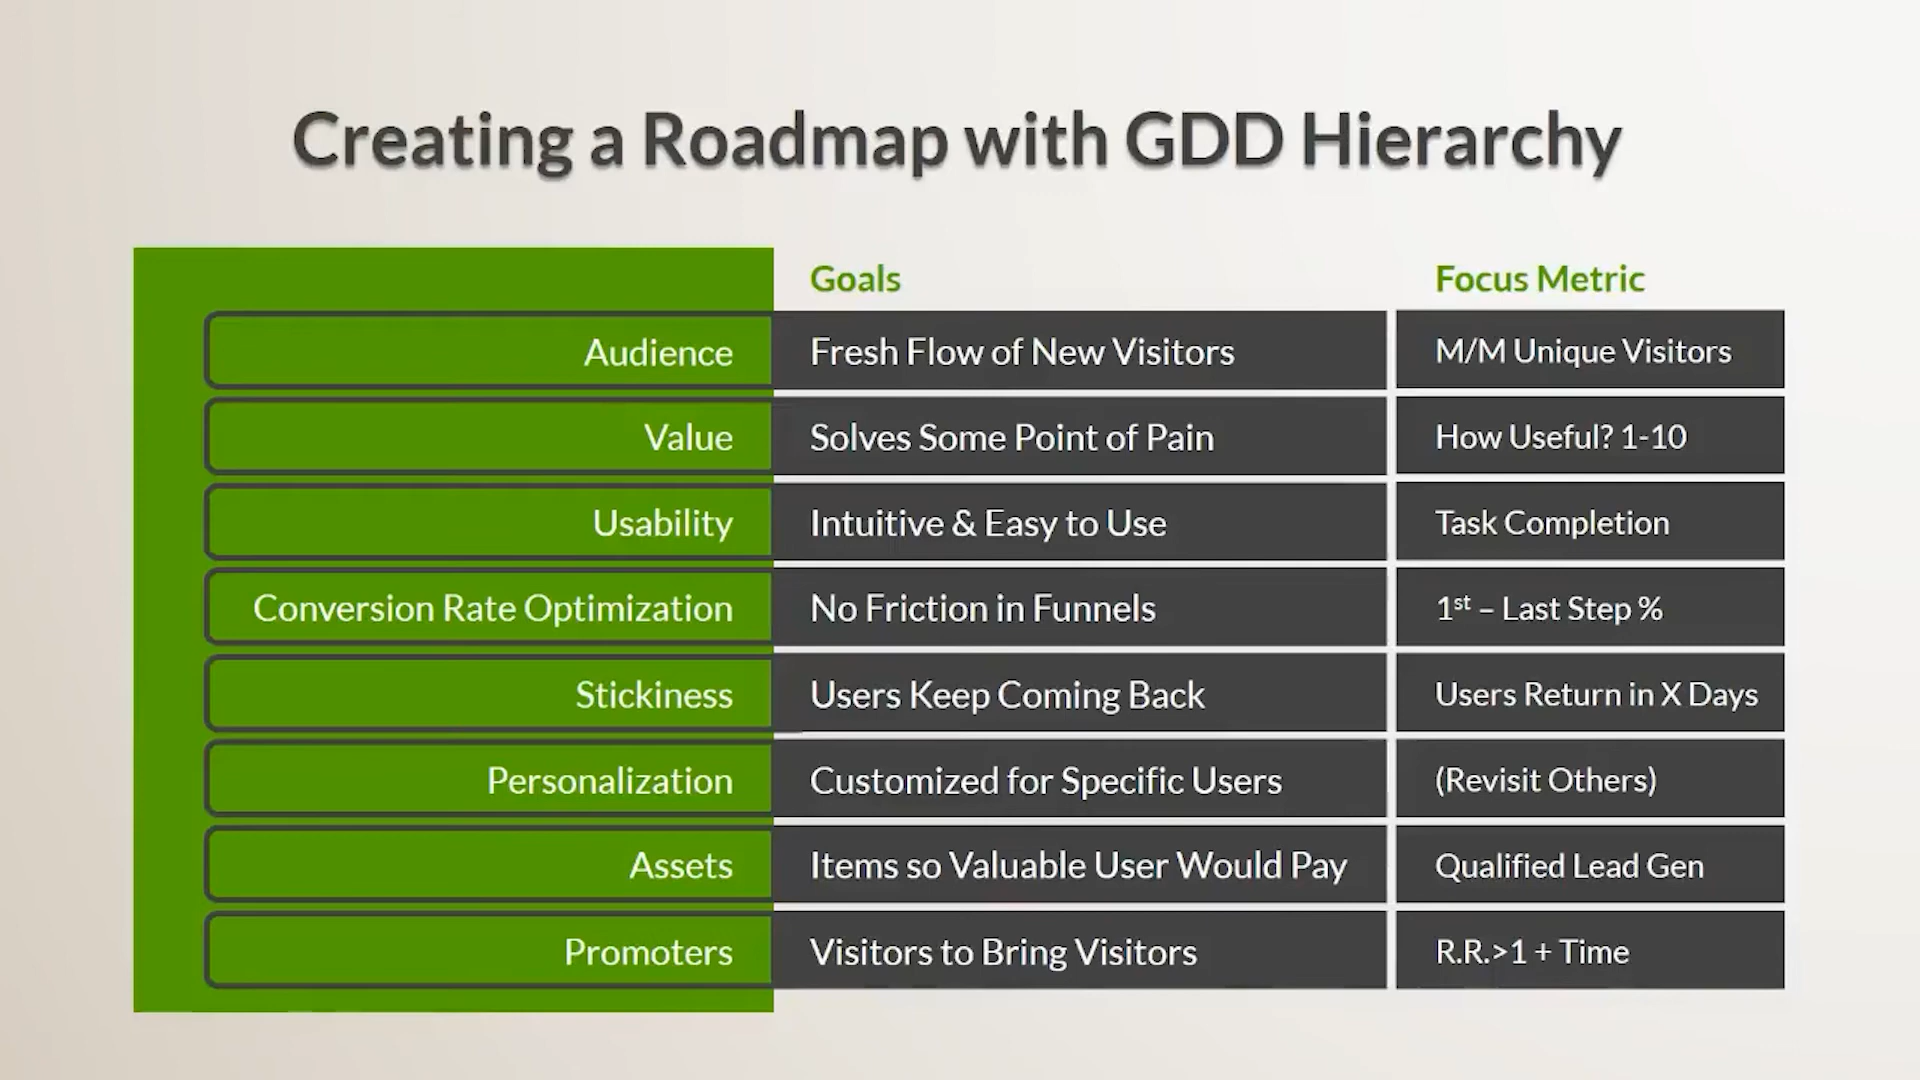 Creating a Roadmap with GDD Hierarchy
Goals Focus Metric
Audience Fresh Flow of New Visitors M/M Unique Visitors
Value Solves Some Point of Pain How Useful? 1-10
Usability Intuitive & Easy to Use Task Completion
Conversion Rate Optimization No Friction in Funnels 1st – Last Step %
Stickiness Users Keep Coming Back Users Return in X Days
Personalization Customized for Specific Users (Revisit Others)
Assets Items so Valuable User Would Pay Qualified Lead Gen
Promoters Visitors to Bring Visitors R.R.>1 + Time